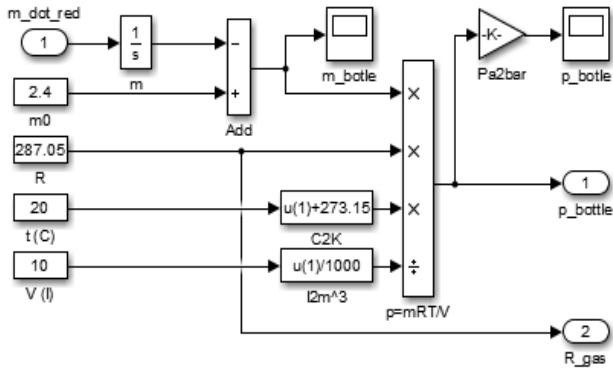 m_dot_red
1
1
s
m
−
+
Add
m_botle
-K-
Pa2bar
p_botle
2.4
m0
287.05
R
20
t (C)
u(1)+273.15
C2K
10
V (l)
u(1)/1000
l2m^3
×
×
×
÷
p=mRT/V
1
p_bottle
2
R_gas